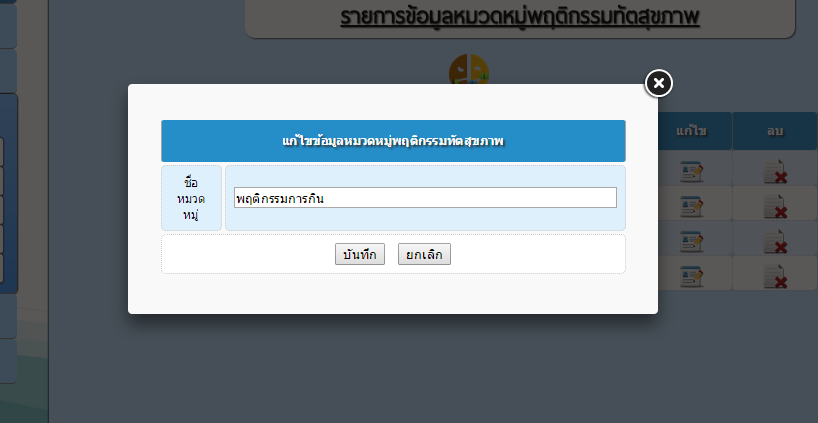 รายการข้อมูลหมวดหมู่พฤติกรรมทัตสุขภาพ
แก้ไข ลบ
แก้ไขข้อมูลหมวดหมู่พฤติกรรมทัตสุขภาพ
ชื่อ
หมวด
หมู่
พฤติกรรมการกิน
บันทึก ยกเลิก